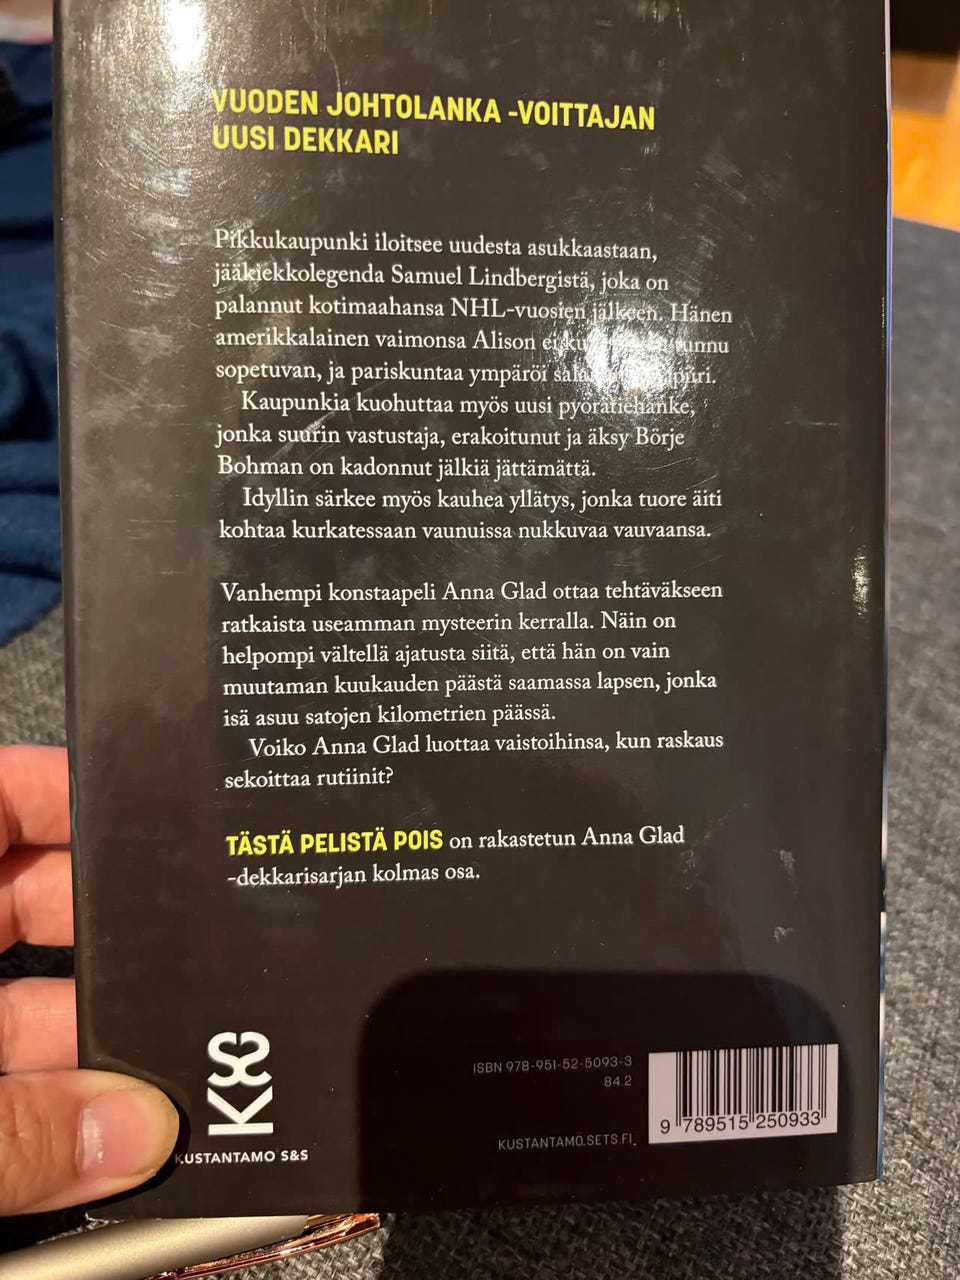 VUODEN JOHTOLANKA -VOITTAJAN
UUSI DEKKARI
Pikkukaupunki iloitsee uudesta asukkaastaan,
jääkiekkolegenda Samuel Lindbergistä, joka on
palannut kotimaahansa NHL-vuosien jälkeen. Hänen
amerikkalainen vaimonsa Alison ei
sopetuvan, ja pariskuntaa ympäröi
Kaupunkia kuohuttaa myös uusi pyörätiehanke,
jonka suurin vastustaja, erakoitunut ja äksy Börje
Bohman on kadonnut jälkiä jättämättä.
Idyllin särkee myös kauhea yllätys, jonka tuore äiti
kohtaa kurkatessaan vaunuissa nukkuvaa vauvaansa.
Vanhempi konstaapeli Anna Glad ottaa tehtäväkseen
ratkaista useamman mysteerin kerralla. Näin on
helpompi vältellä ajatusta siitä, että hän on vain
muutaman kuukauden päästä saamassa lapsen, jonka
isä asuu satojen kilometrien päässä.
Voiko Anna Glad luottaa vaistoihinsa, kun raskaus
sekoittaa rutiinit?
TÄSTÄ PELISTÄ POIS on rakastetun Anna Glad
-dekkarisarjan kolmas osa.
KSS
KUSTANTAMO S&S
ISBN 978-951-52-5093-3
84.2
KUSTANTAMO.SETS.FI
9 789515 250933